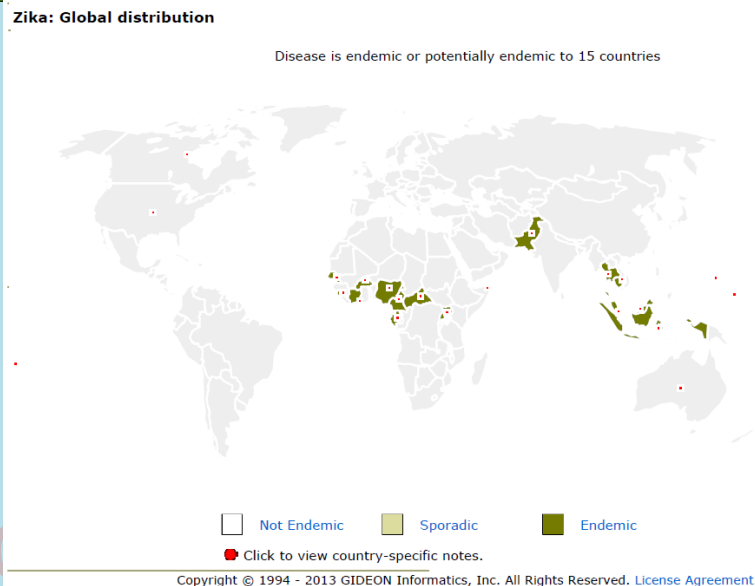 Zika: Global distribution
Disease is endemic or potentially endemic to 15 countries
Not Endemic Sporadic Endemic
Click to view country-specific notes.
Copyright © 1994 - 2013 GIDEON Informatics, Inc. All Rights Reserved. License Agreement